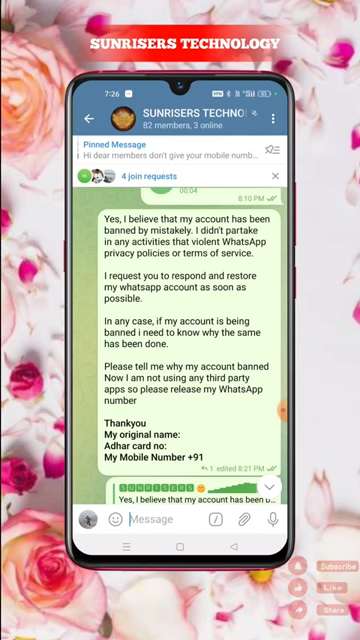 SUNRISERS TECHNOLOGY
7:26
SUNRISERS TECHNO
82 members, 3 online
Pinned Message
Hi dear members don't give your mobile numb...
4 join requests
00:04
8:10 PM
Yes, I believe that my account has been
banned by mistakely. I didn't partake
in any activities that violent WhatsApp
privacy policies or terms of service.
I request you to respond and restore
my whatsapp account as soon as
possible.
In any case, if my account is being
banned i need to know why the same
has been done.
Please tell me why my account banned
Now I am not using any third party
apps so please release my WhatsApp
number
Thankyou
My original name:
Adhar card no:
My Mobile Number +91
1 edited 8:21 PM
SUNRISERS
Yes, I believe that my account has been b...
Message
Subscribe
Like
Share